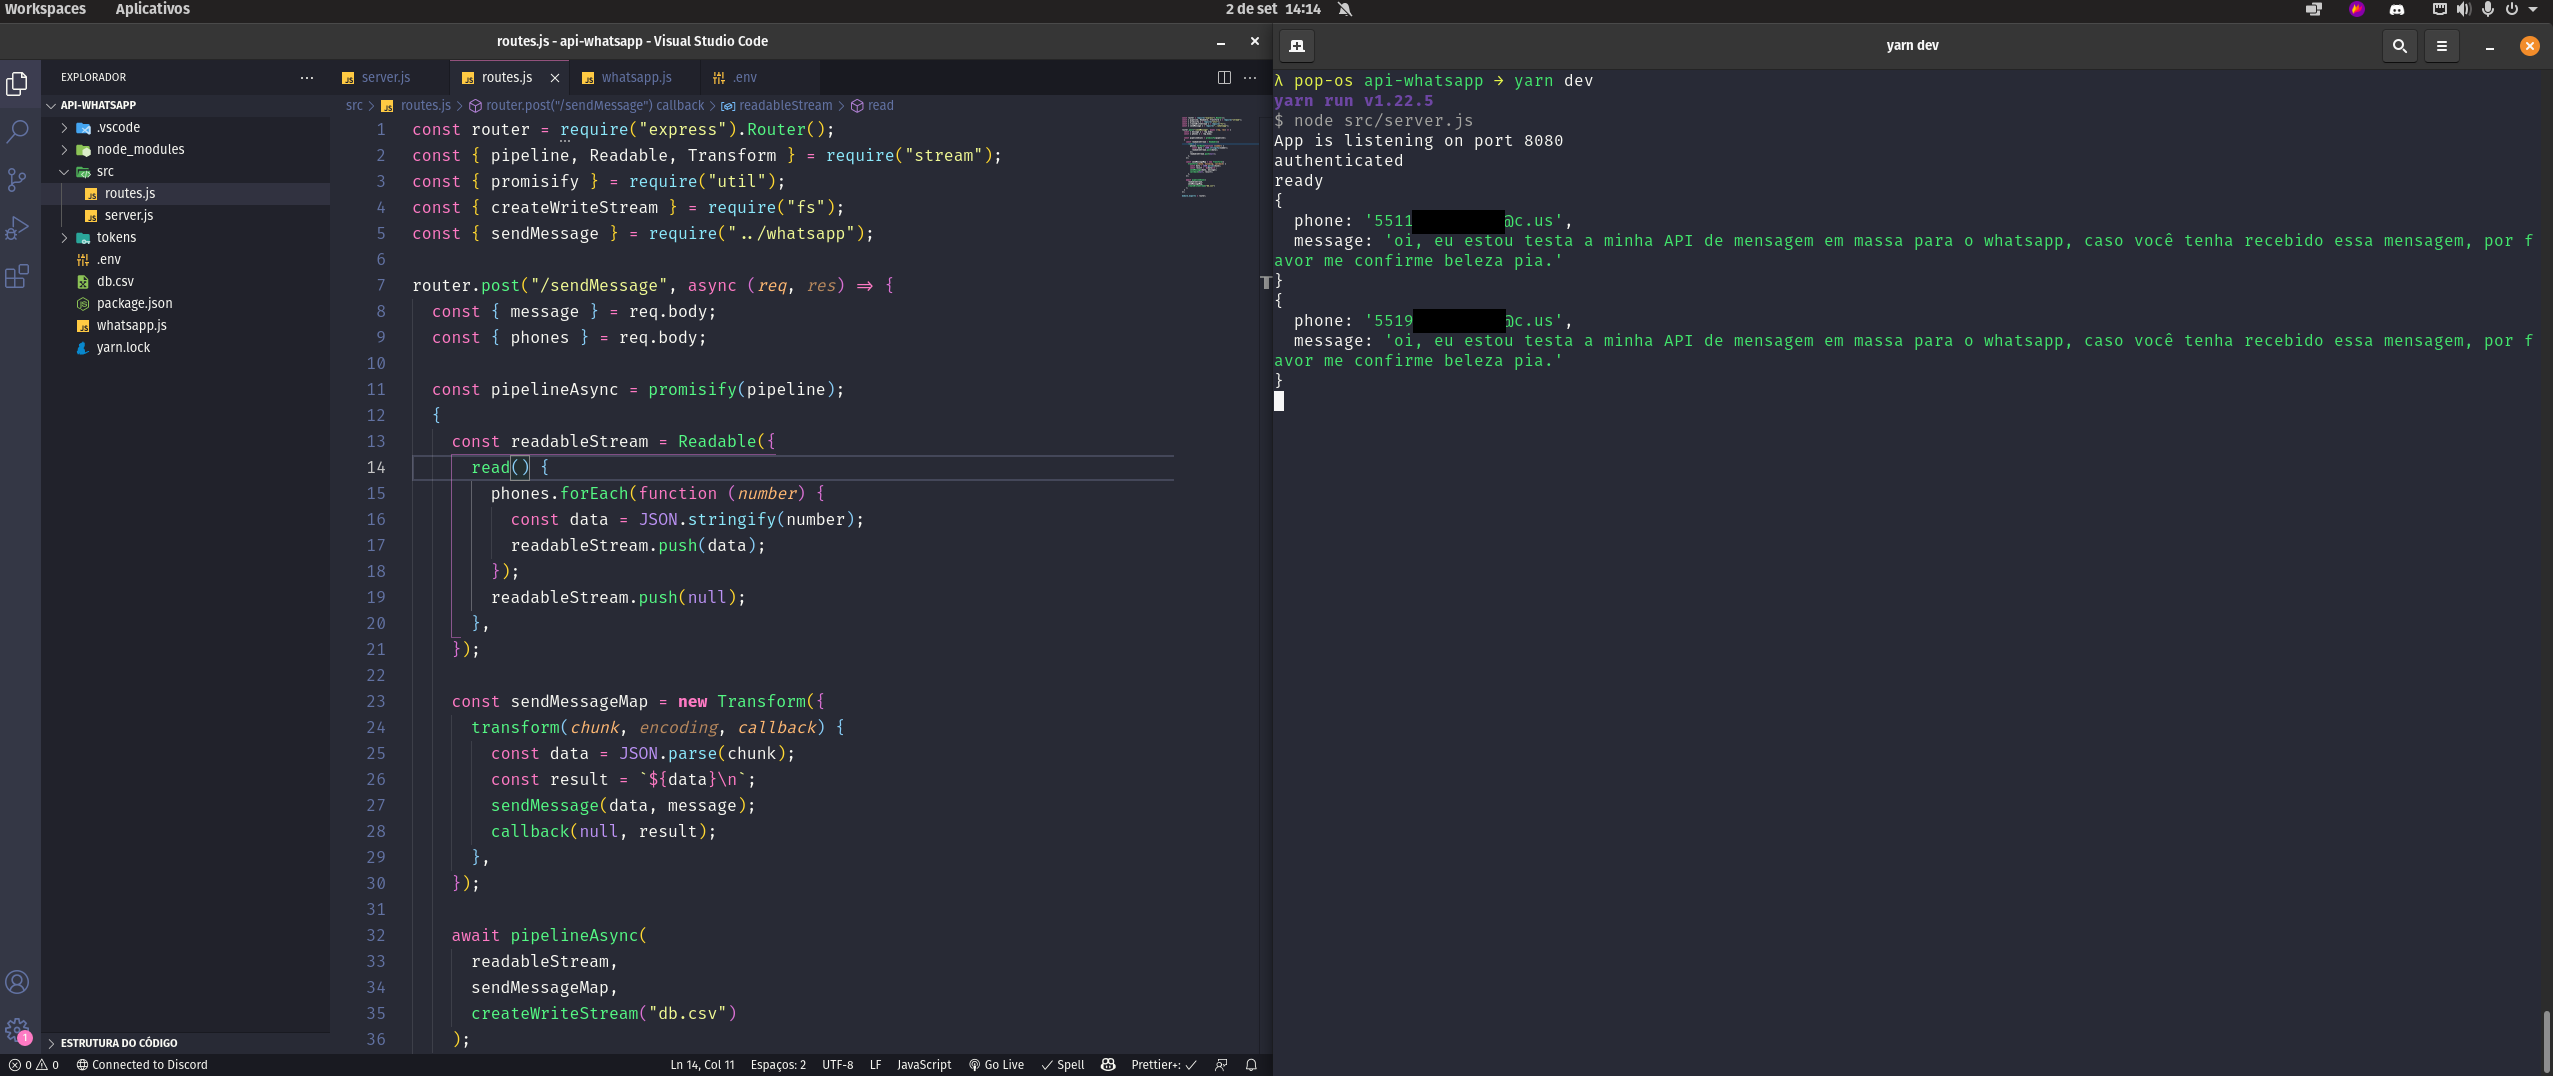 Workspaces Aplicativos 2 de set 14:14
routes.js - api-whatsapp - Visual Studio Code
EXPLORADOR
API-WHATSAPP
.vscode
node_modules
src
routes.js
server.js
tokens
.env
db.csv
package.json
whatsapp.js
yarn.lock
ESTRUTURA DO CÓDIGO
server.js routes.js whatsapp.js .env
src > routes.js > router.post("/sendMessage") callback > readableStream > read
1 const router = require("express").Router();
2 const { pipeline, Readable, Transform } = require("stream");
3 const { promisify } = require("util");
4 const { createWriteStream } = require("fs");
5 const { sendMessage } = require("../whatsapp");
6
7 router.post("/sendMessage", async (req, res) => {
8 const { message } = req.body;
9 const { phones } = req.body;
10
11 const pipelineAsync = promisify(pipeline);
12 {
13 const readableStream = Readable({
14 read() {
15 phones.forEach(function (number) {
16 const data = JSON.stringify(number);
17 readableStream.push(data);
18 });
19 readableStream.push(null);
20 },
21 });
22
23 const sendMessageMap = new Transform({
24 transform(chunk, encoding, callback) {
25 const data = JSON.parse(chunk);
26 const result = `${data}\n`;
27 sendMessage(data, message);
28 callback(null, result);
29 },
30 });
31
32 await pipelineAsync(
33 readableStream,
34 sendMessageMap,
35 createWriteStream("db.csv")
36 );
0 0 Connected to Discord Ln 14, Col 11 Espaços: 2 UTF-8 LF JavaScript Go Live Spell Prettier+: ✓
1
yarn dev
λ pop-os api-whatsapp → yarn dev
yarn run v1.22.5
$ node src/server.js
App is listening on port 8080
authenticated
ready
{
phone: '5511 @c.us',
message: 'oi, eu estou testa a minha API de mensagem em massa para o whatsapp, caso você tenha recebido essa mensagem, por f
avor me confirme beleza pia.'
}
{
phone: '5519 @c.us',
message: 'oi, eu estou testa a minha API de mensagem em massa para o whatsapp, caso você tenha recebido essa mensagem, por f
avor me confirme beleza pia.'
}